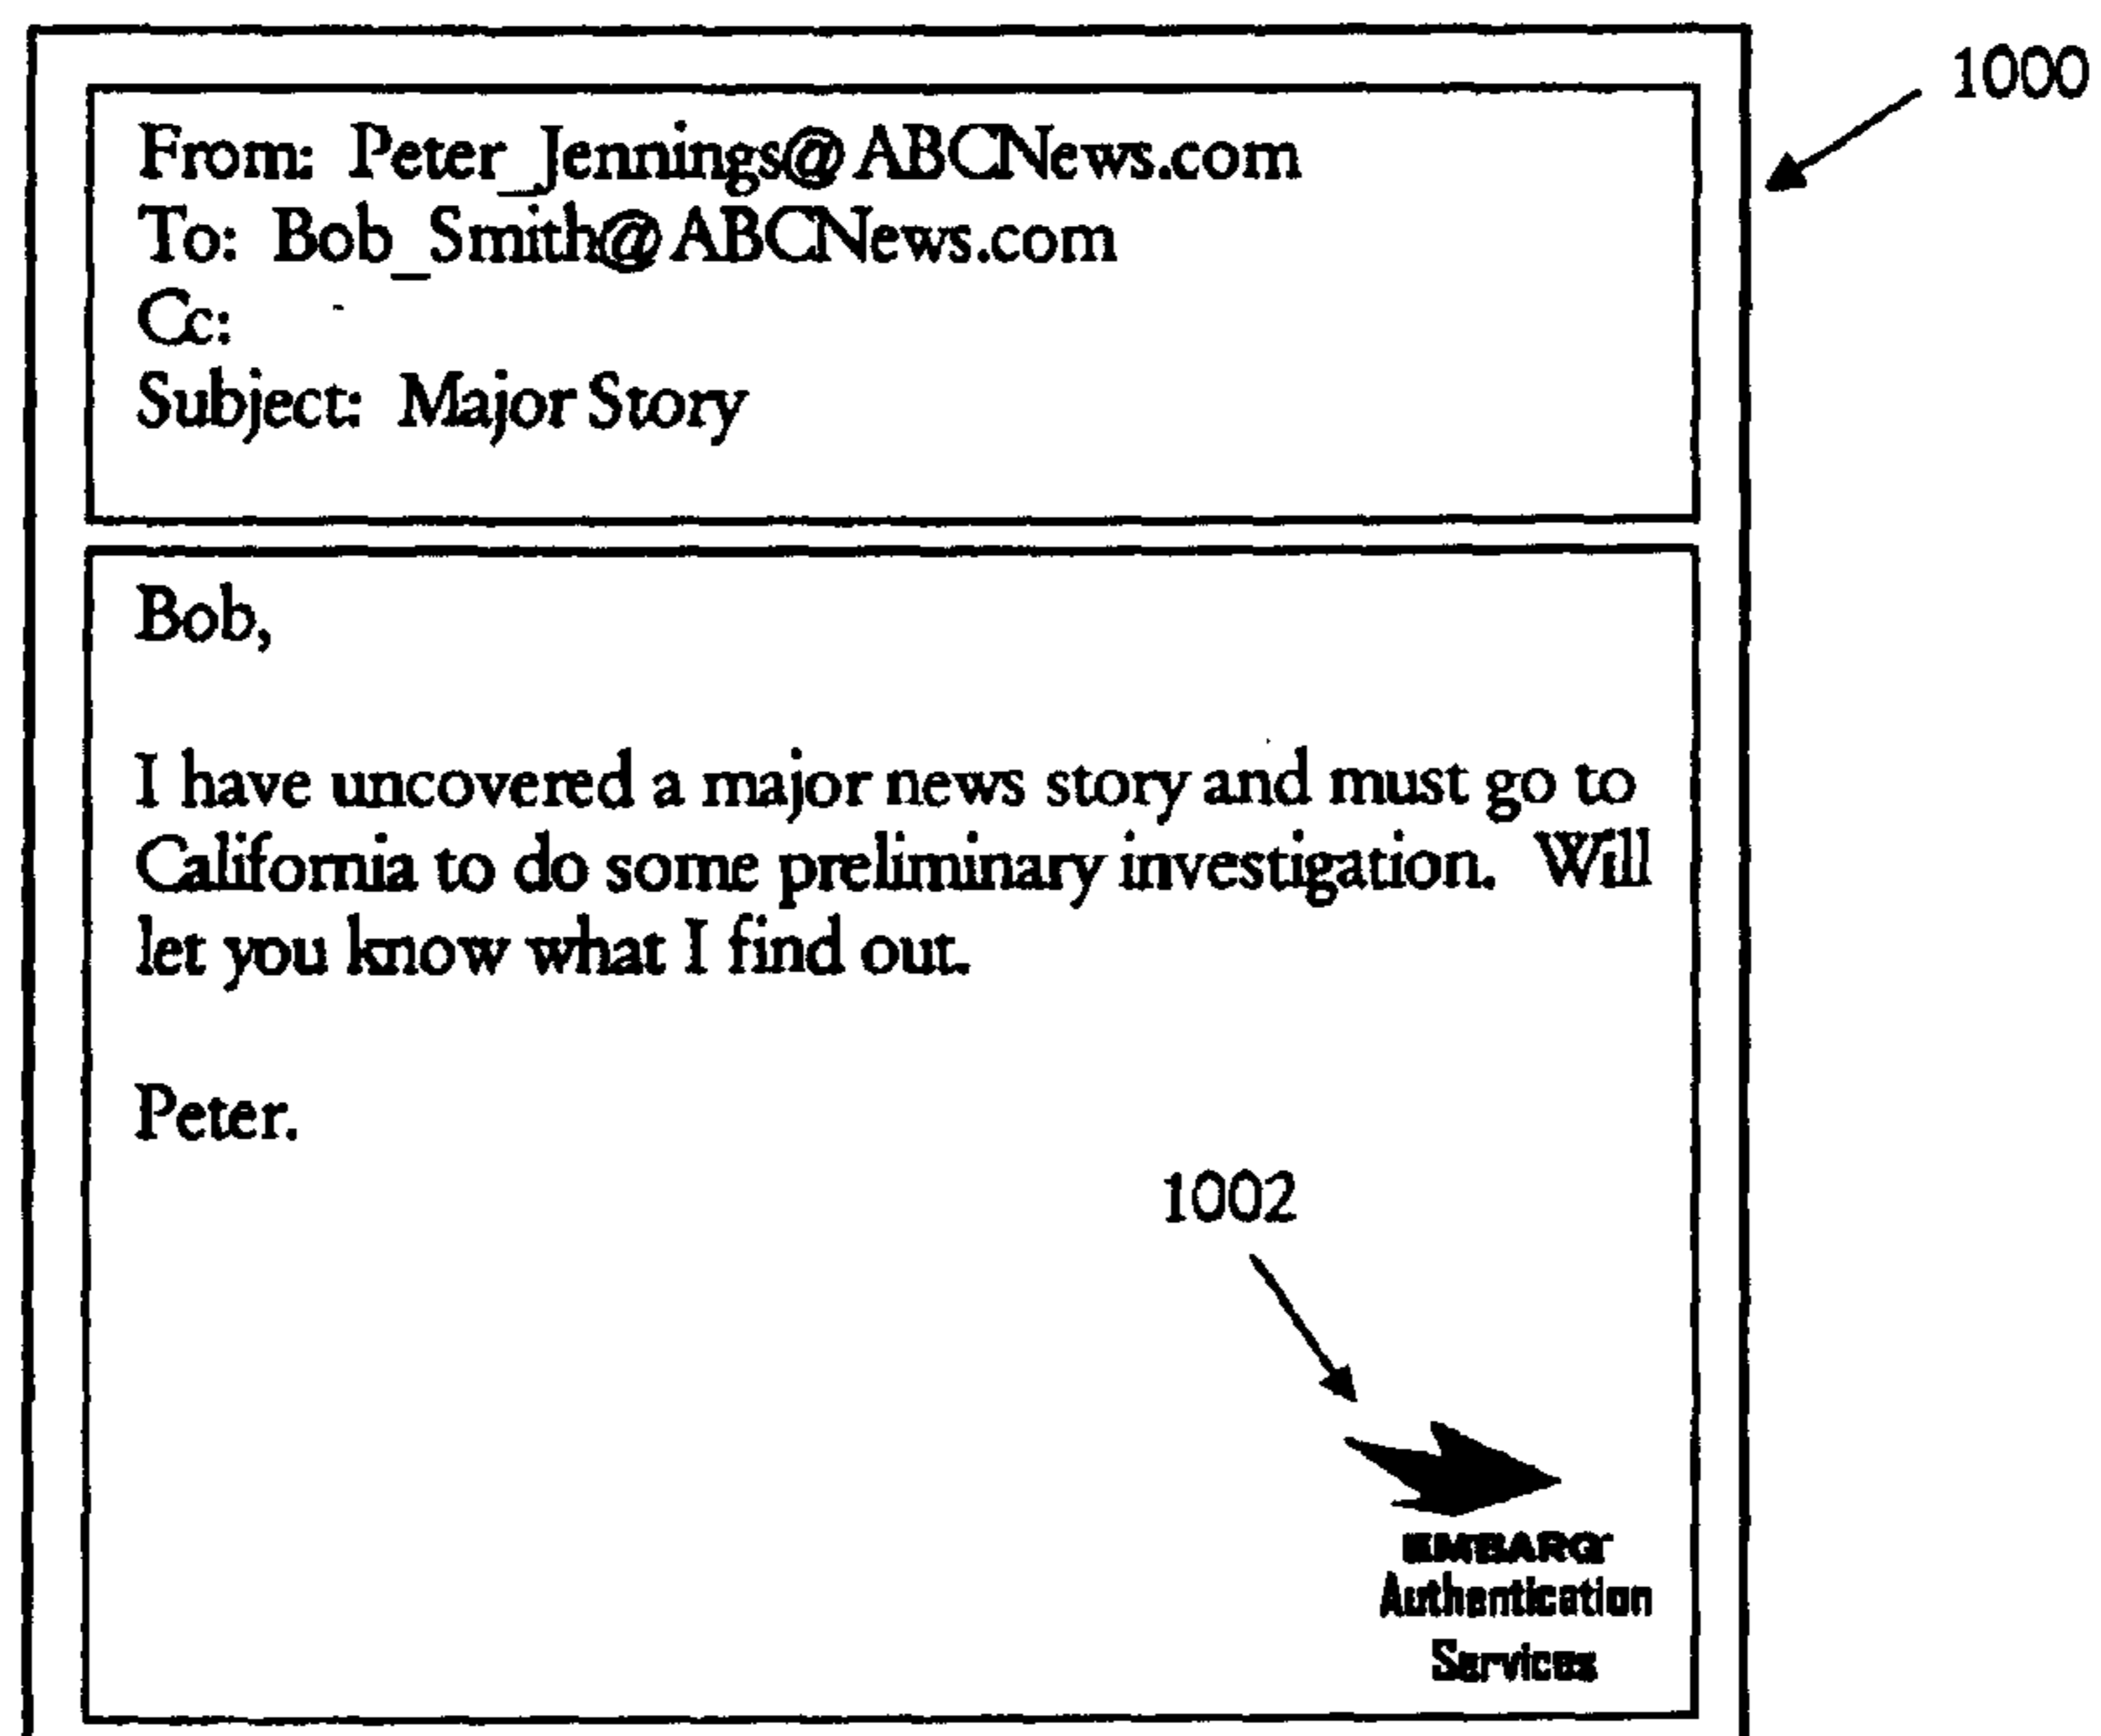 1000
From: Peter_Jennings@ABCNews.com
To: Bob_Smith@ABCNews.com
Cc:
Subject: Major Story
Bob,
I have uncovered a major news story and must go to
California to do some preliminary investigation. Will
let you know what I find out.
Peter.
1002
EMBARQ
Authentication
Services